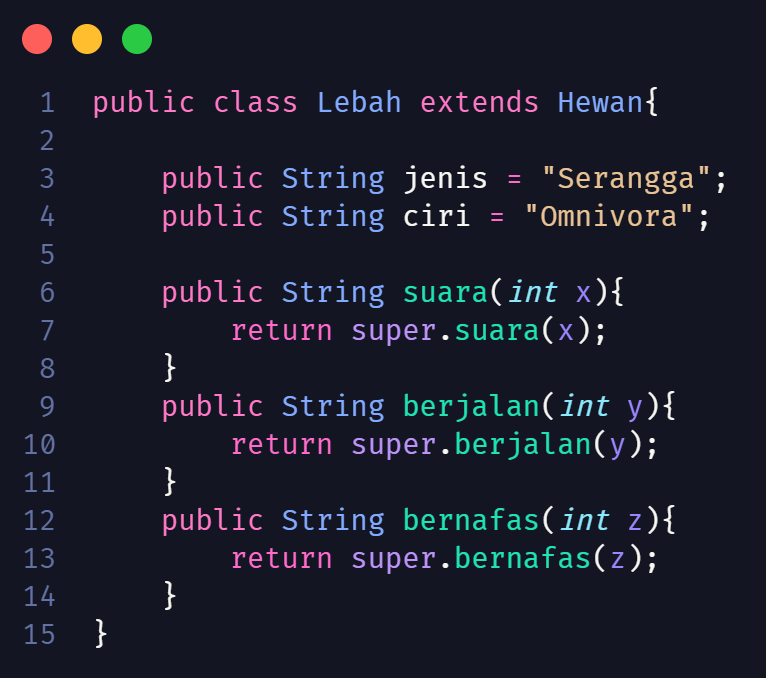 1 public class Lebah extends Hewan{
2
3     public String jenis = "Serangga";
4     public String ciri = "Omnivora";
5
6     public String suara(int x){
7         return super.suara(x);
8     }
9     public String berjalan(int y){
10         return super.berjalan(y);
11     }
12     public String bernafas(int z){
13         return super.bernafas(z);
14     }
15 }